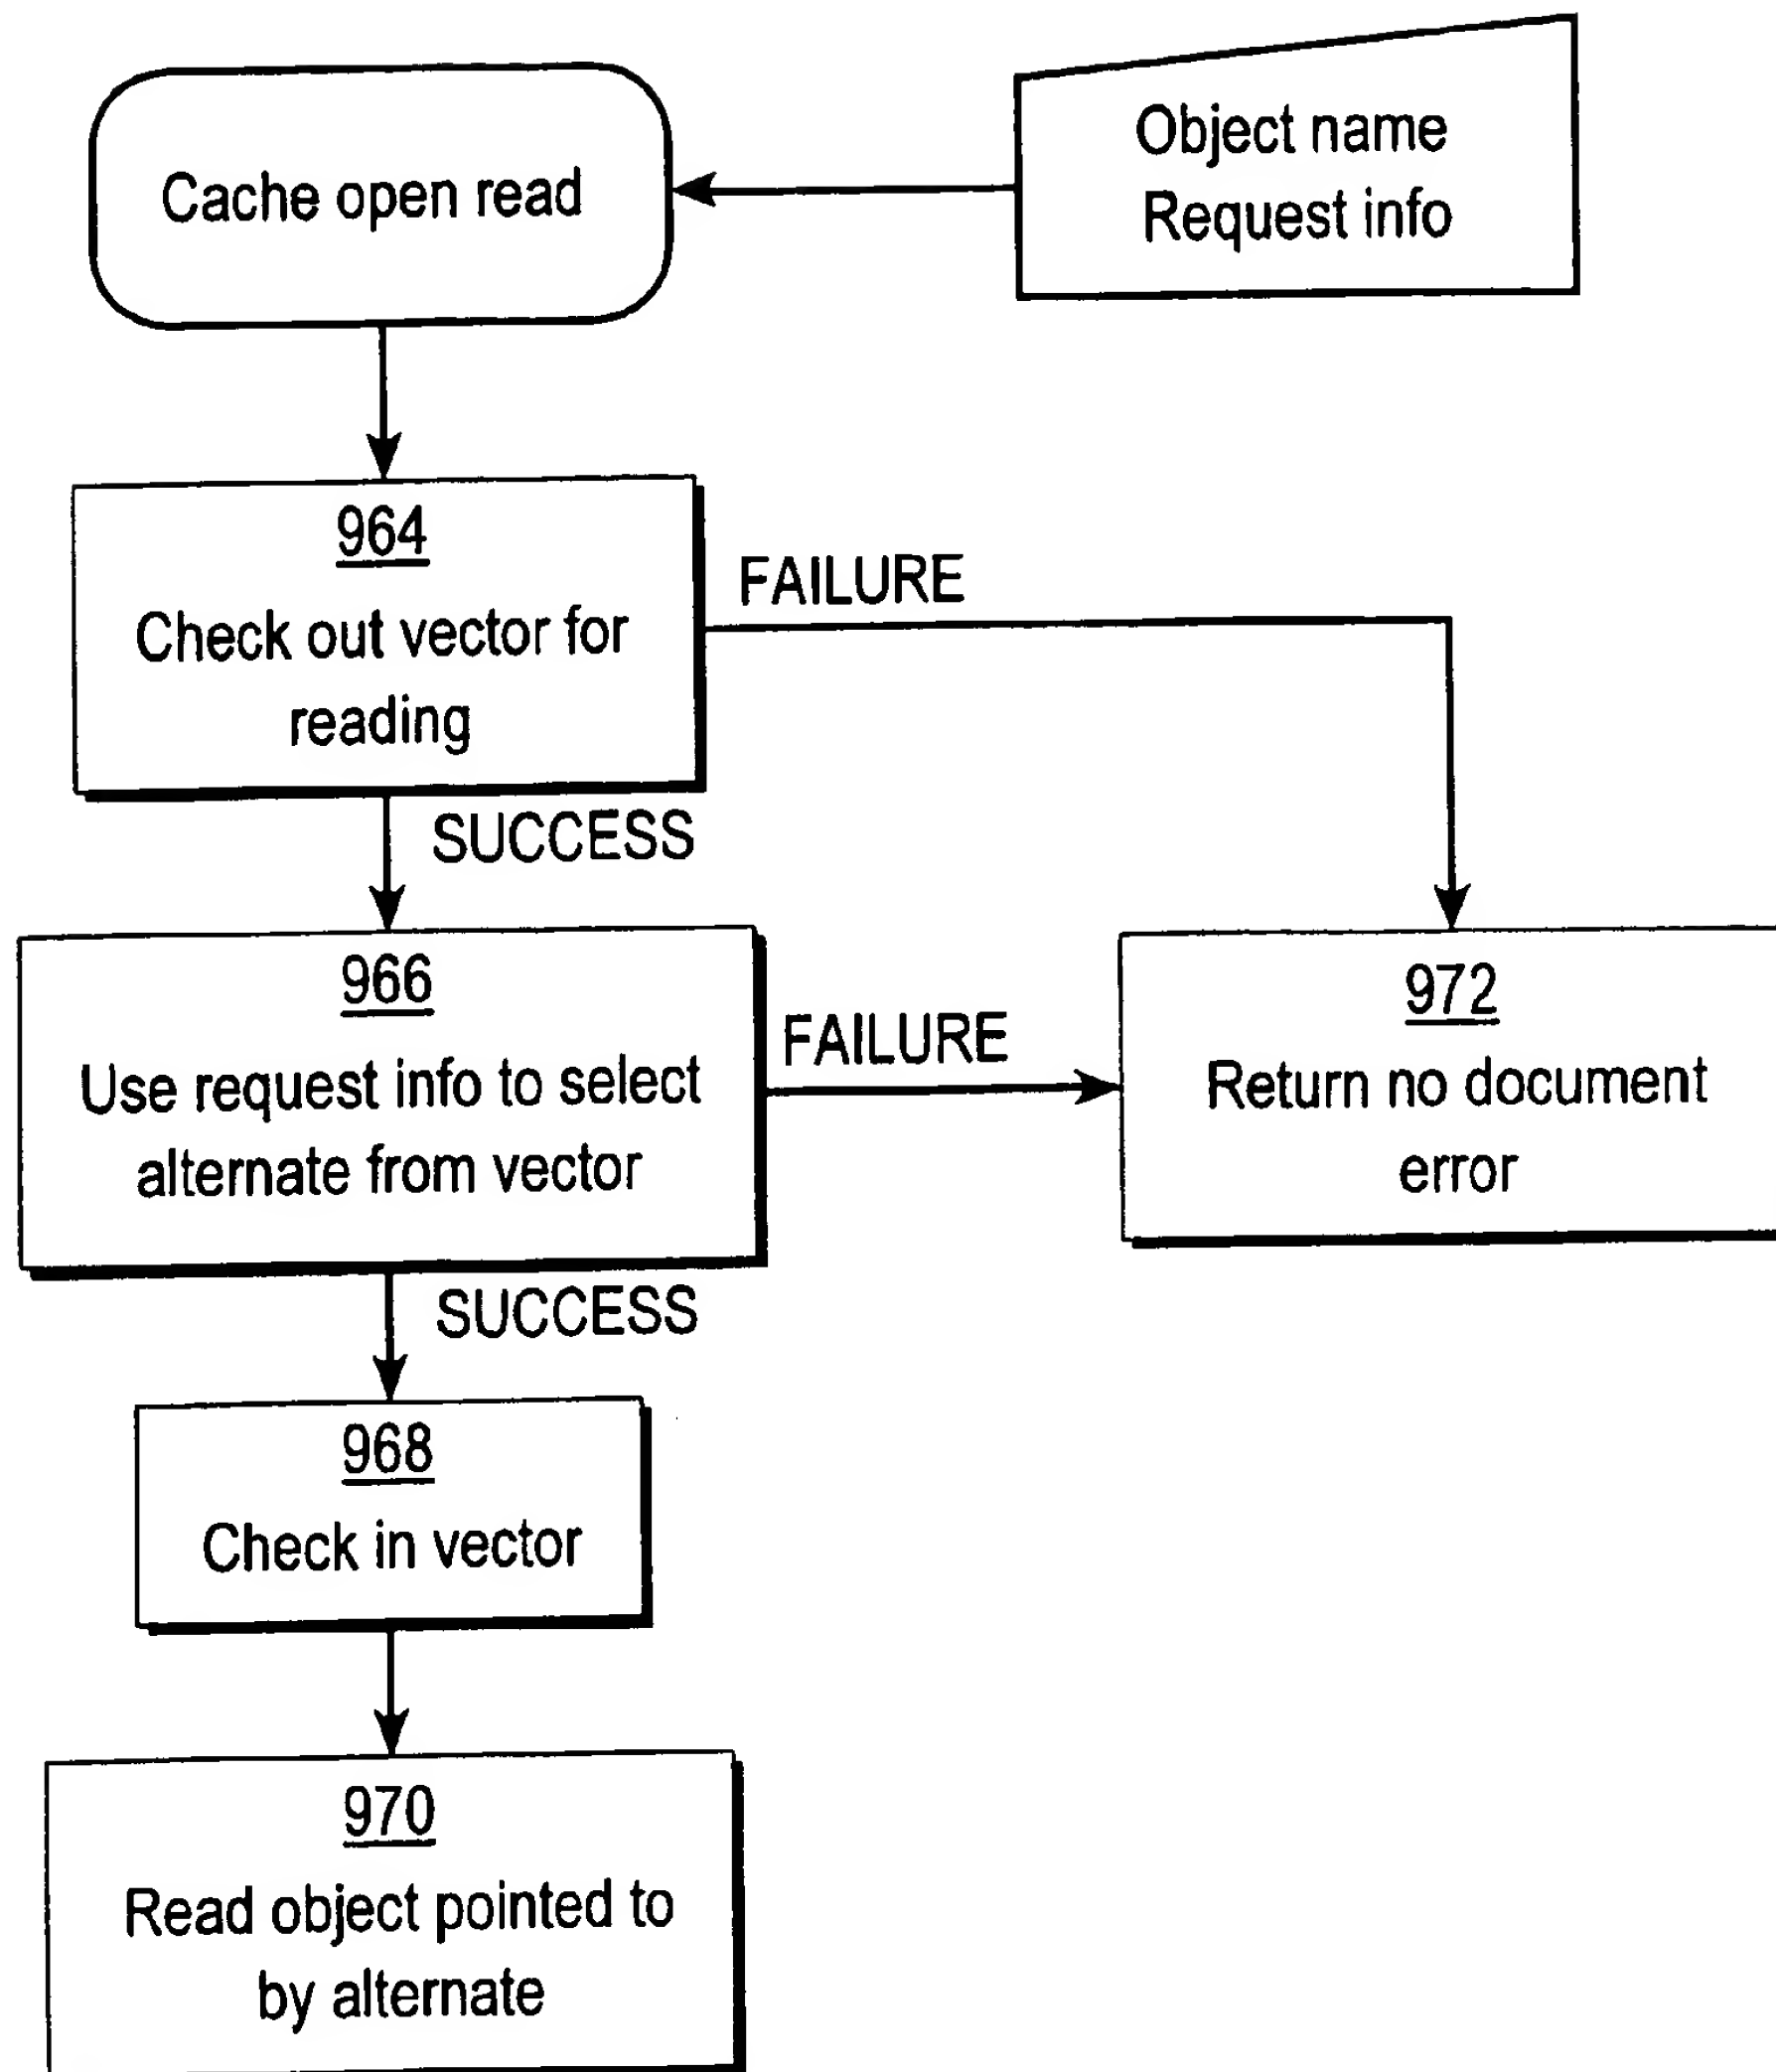 Cache open read
Object name
Request info
964
Check out vector for
reading
FAILURE
SUCCESS
966
Use request info to select
alternate from vector
FAILURE
972
Return no document
error
SUCCESS
968
Check in vector
970
Read object pointed to
by alternate